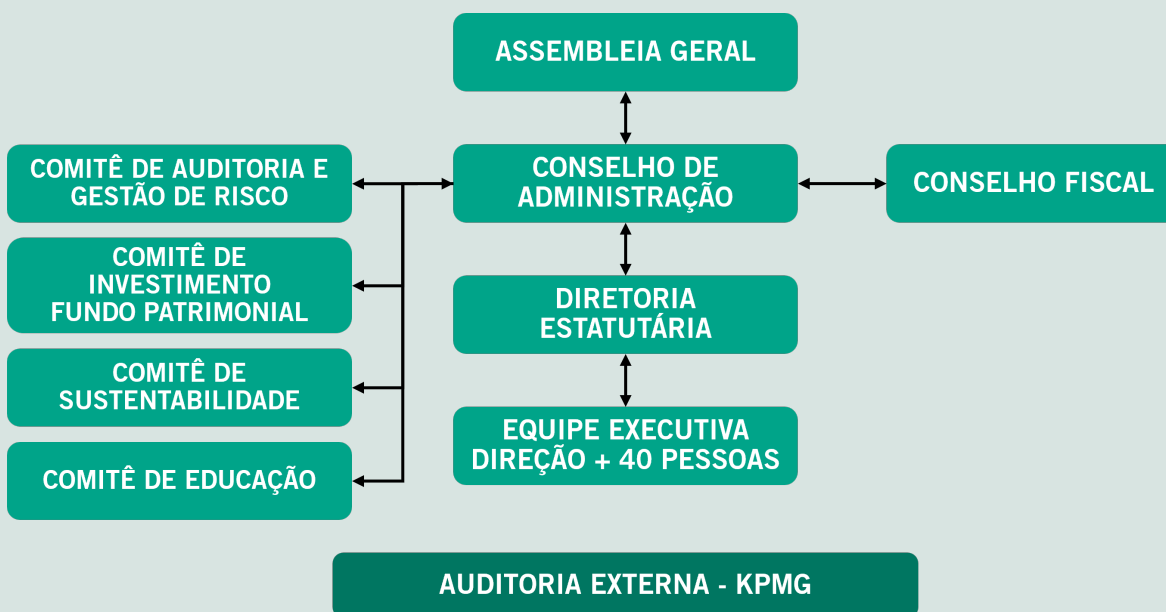 ASSEMBLEIA GERAL
COMITÊ DE AUDITORIA E
GESTÃO DE RISCO
CONSELHO DE
ADMINISTRAÇÃO
CONSELHO FISCAL
COMITÊ DE
INVESTIMENTO
FUNDO PATRIMONIAL
DIRETORIA
ESTATUTÁRIA
COMITÊ DE
SUSTENTABILIDADE
EQUIPE EXECUTIVA
DIREÇÃO + 40 PESSOAS
COMITÊ DE EDUCAÇÃO
AUDITORIA EXTERNA - KPMG